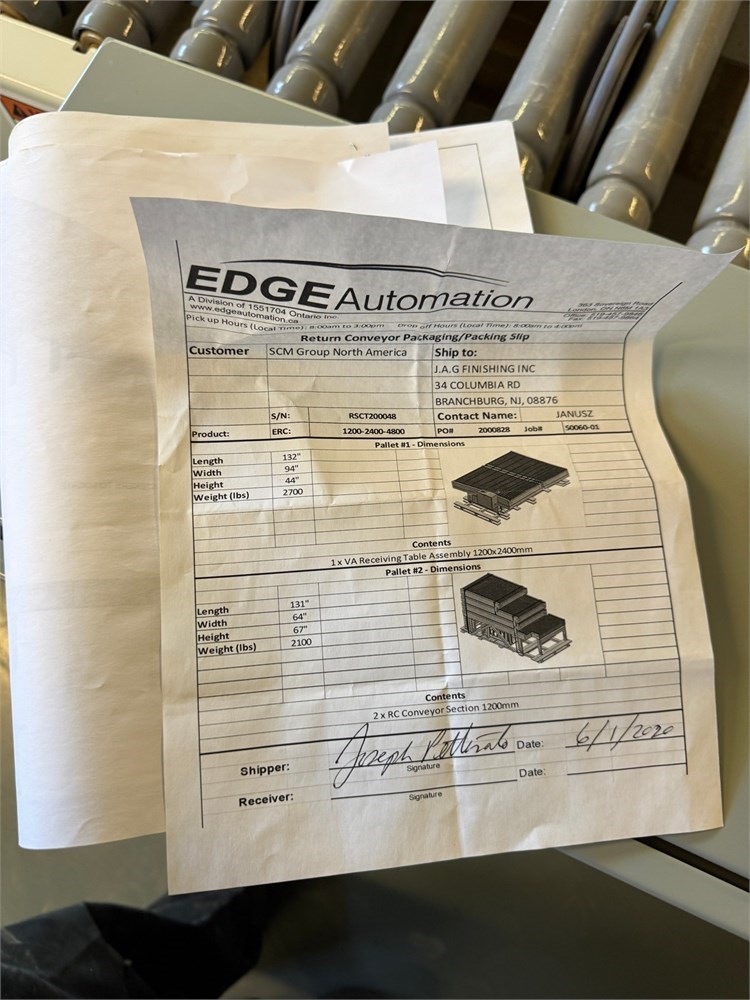 EDGE Automation
A Division of 1551704 Ontario Inc
www.edgeautomation.ca
Pick up Hours (Local Time): 8:00am to 3:00pm Drop off Hours (Local Time): 8:00am to 4:00pm
Return Conveyor Packaging/Packing Slip
Customer SCM Group North America Ship to:
J.A.G FINISHING INC
34 COLUMBIA RD
BRANCHBURG, NJ, 08876
S/N: RSCT200048 Contact Name: JANUSZ
Product: ERC: 1200-2400-4800 PO# 2000828 Job# 50060-01
Pallet #1 - Dimensions
Length 132"
Width 94"
Height 44"
Weight (lbs) 2700
Contents
1 x VA Receiving Table Assembly 1200x2400mm
Pallet #2 - Dimensions
Length 131"
Width 64"
Height 67"
Weight (lbs) 2100
Contents
2 x RC Conveyor Section 1200mm
Shipper: Joseph Date: 6/1/2020
Signature
Receiver: Date:
Signature